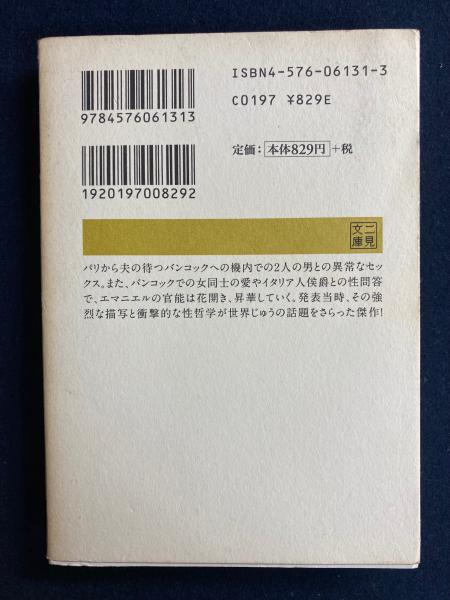 ISBN4-576-06131-3
C0197 ¥829E
9784576061313
定価：本体829円+税
1920197008292
二見文庫
パリから夫の待つバンコックへの機内での2人の男との異常なセッ
クス。また、バンコックでの女同士の愛やイタリア人侯爵との性問答
で、エマニエルの官能は花開き、昇華していく。発表当時、その強
烈な描写と衝撃的な性哲学が世界じゅうの話題をさらった傑作！